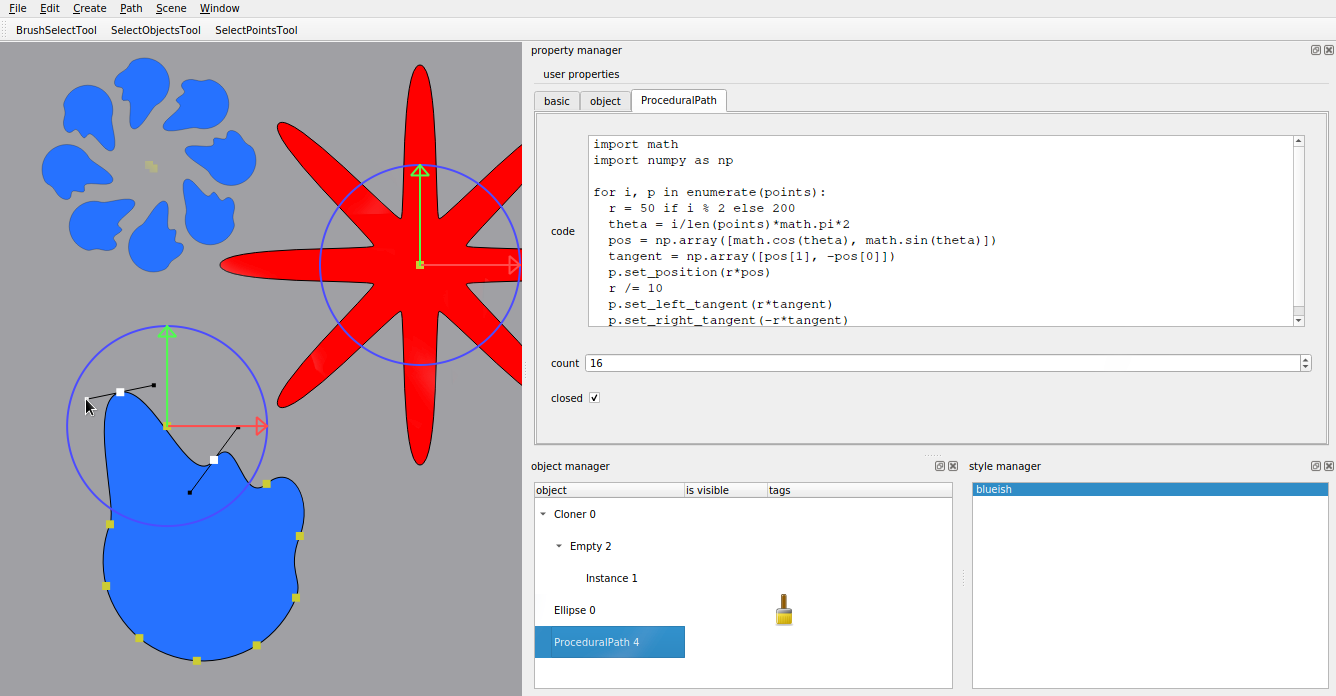 File Edit Create Path Scene Window
BrushSelectTool SelectObjectsTool SelectPointsTool
property manager
user properties
basic object ProceduralPath
code
import math
import numpy as np
for i, p in enumerate(points):
r = 50 if i % 2 else 200
theta = i/len(points)*math.pi*2
pos = np.array([math.cos(theta), math.sin(theta)])
tangent = np.array([pos[1], -pos[0]])
p.set_position(r*pos)
r /= 10
p.set_left_tangent(r*tangent)
p.set_right_tangent(-r*tangent)
count 16
closed
object manager
object is visible tags
Cloner 0
Empty 2
Instance 1
Ellipse 0
ProceduralPath 4
style manager
blueish